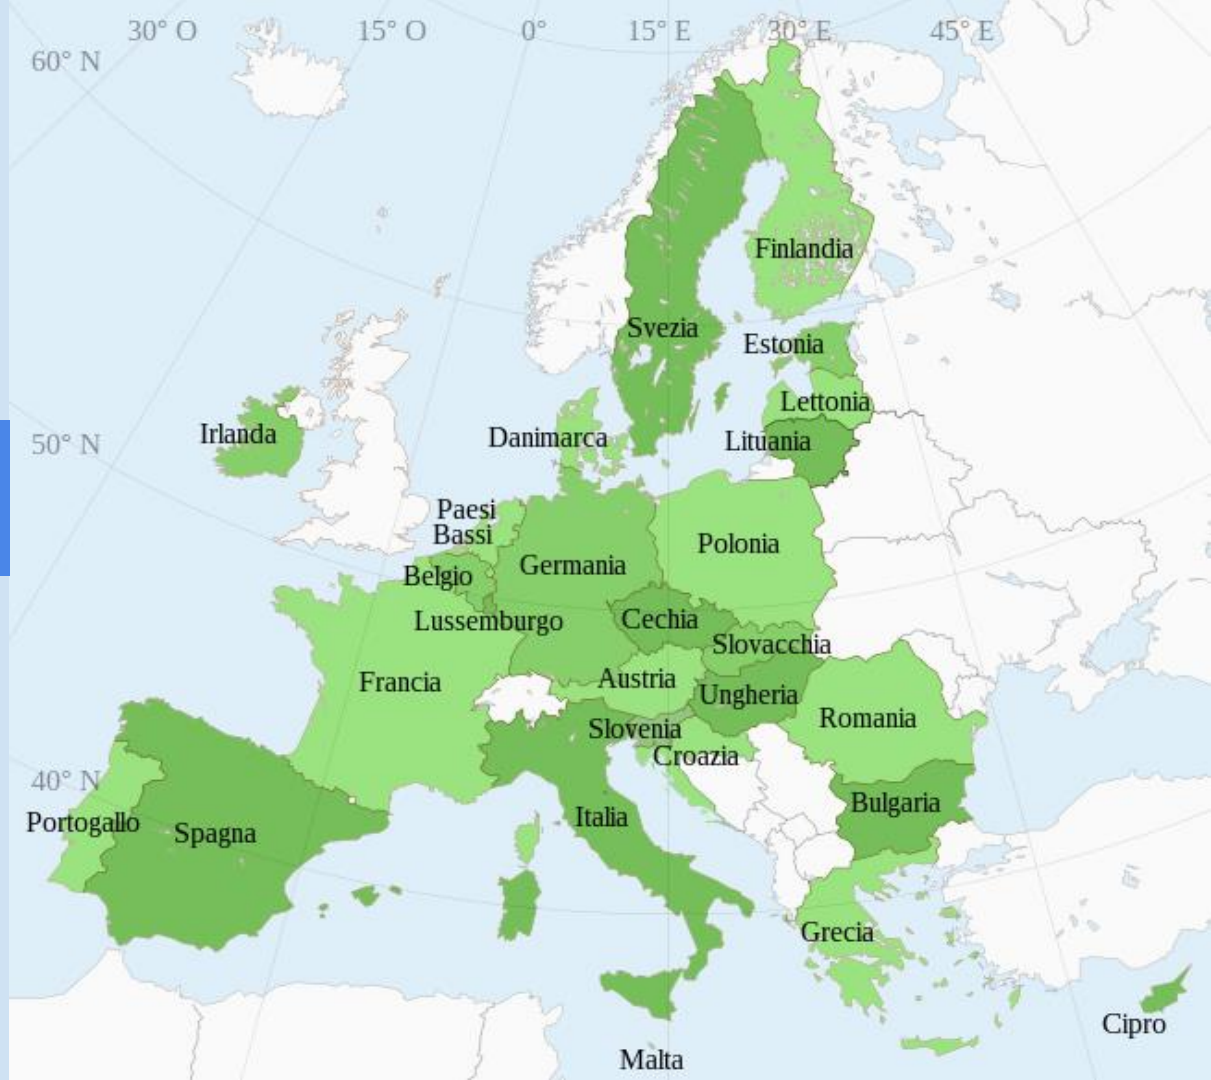 30° O
15° O
0°
15° E
30° E
45° E
60° N
Finlandia
Svezia
Estonia
Lettonia
Irlanda
Danimarca
Lituania
50° N
Paesi
Bassi
Polonia
Germania
Belgio
Lussemburgo
Cechia
Slovacchia
Francia
Austria
Ungheria
Romania
Slovenia
Croazia
40° N
Bulgaria
Portogallo
Spagna
Italia
Grecia
Cipro
Malta